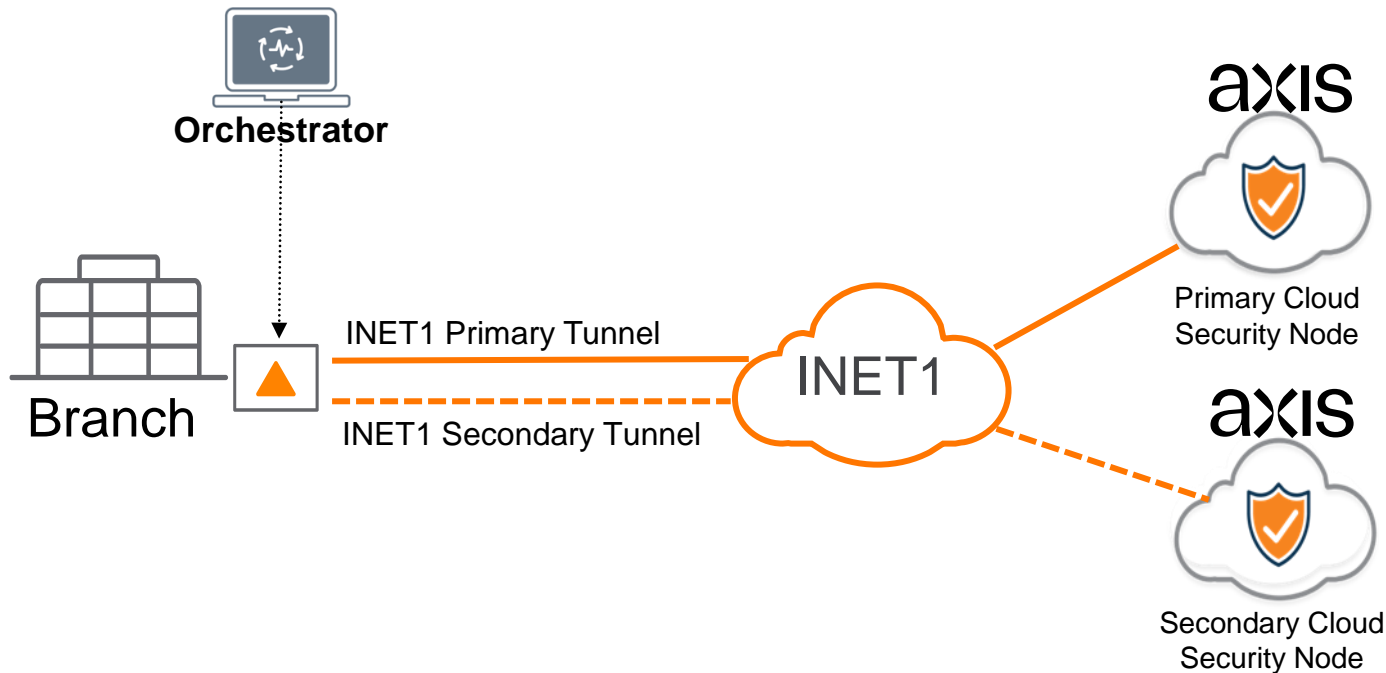 Orchestrator
axis
Primary Cloud
Security Node
INET1 Primary Tunnel
INET1
Branch
INET1 Secondary Tunnel
axis
Secondary Cloud
Security Node